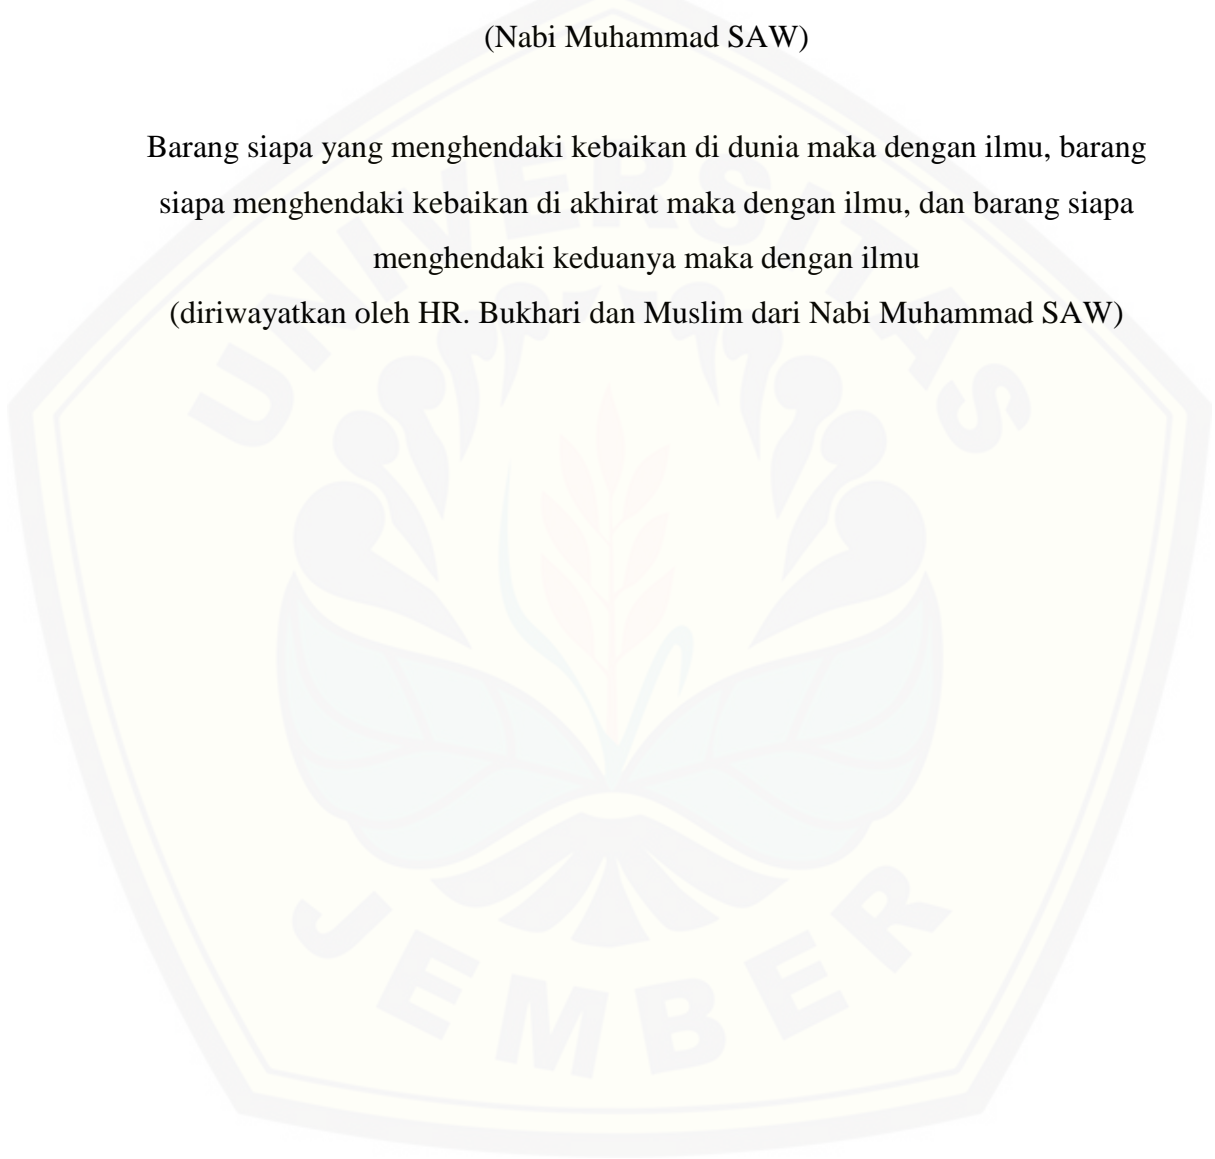 (Nabi Muhammad SAW)
Barang siapa yang menghendaki kebaikan di dunia maka dengan ilmu, barang
siapa menghendaki kebaikan di akhirat maka dengan ilmu, dan barang siapa
menghendaki keduanya maka dengan ilmu
(diriwayatkan oleh HR. Bukhari dan Muslim dari Nabi Muhammad SAW)
UNIVERSITAS
JEMBER